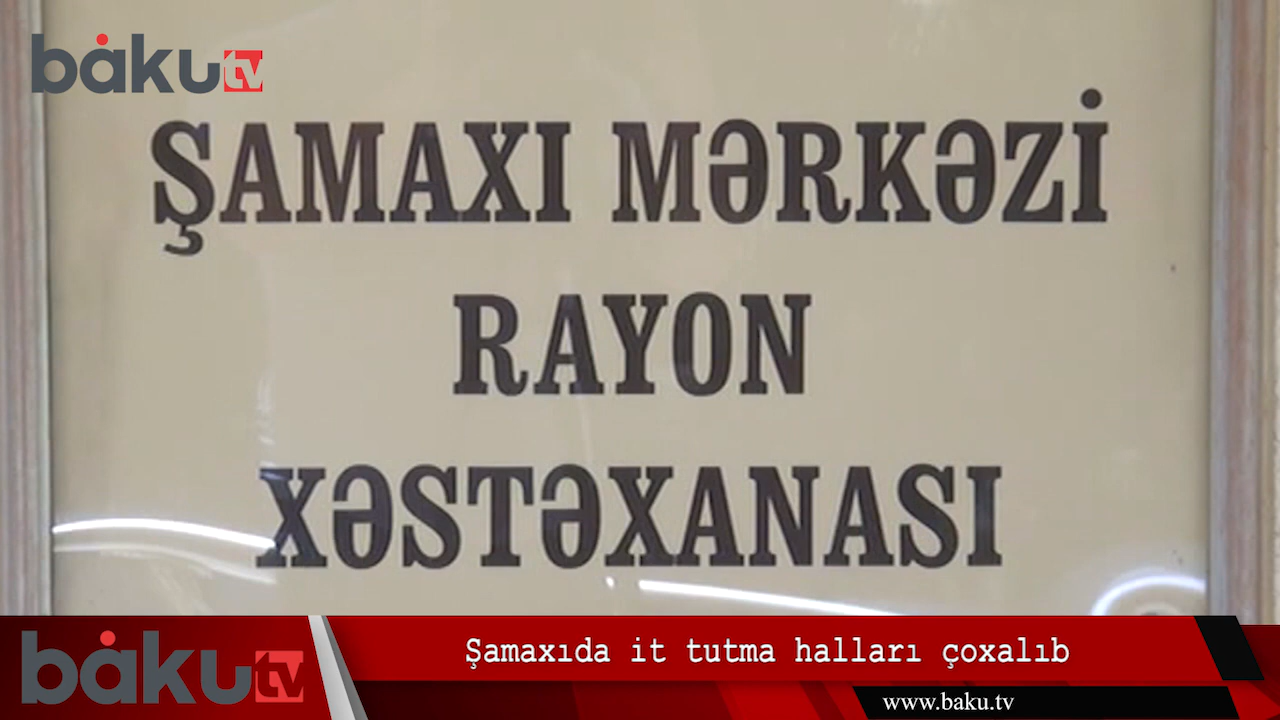 bakutv
ŞAMAXI MƏRKƏZİ
RAYON
XƏSTƏXANASI
bakutv
Şamaxıda it tutma halları çoxalıb
www.baku.tv